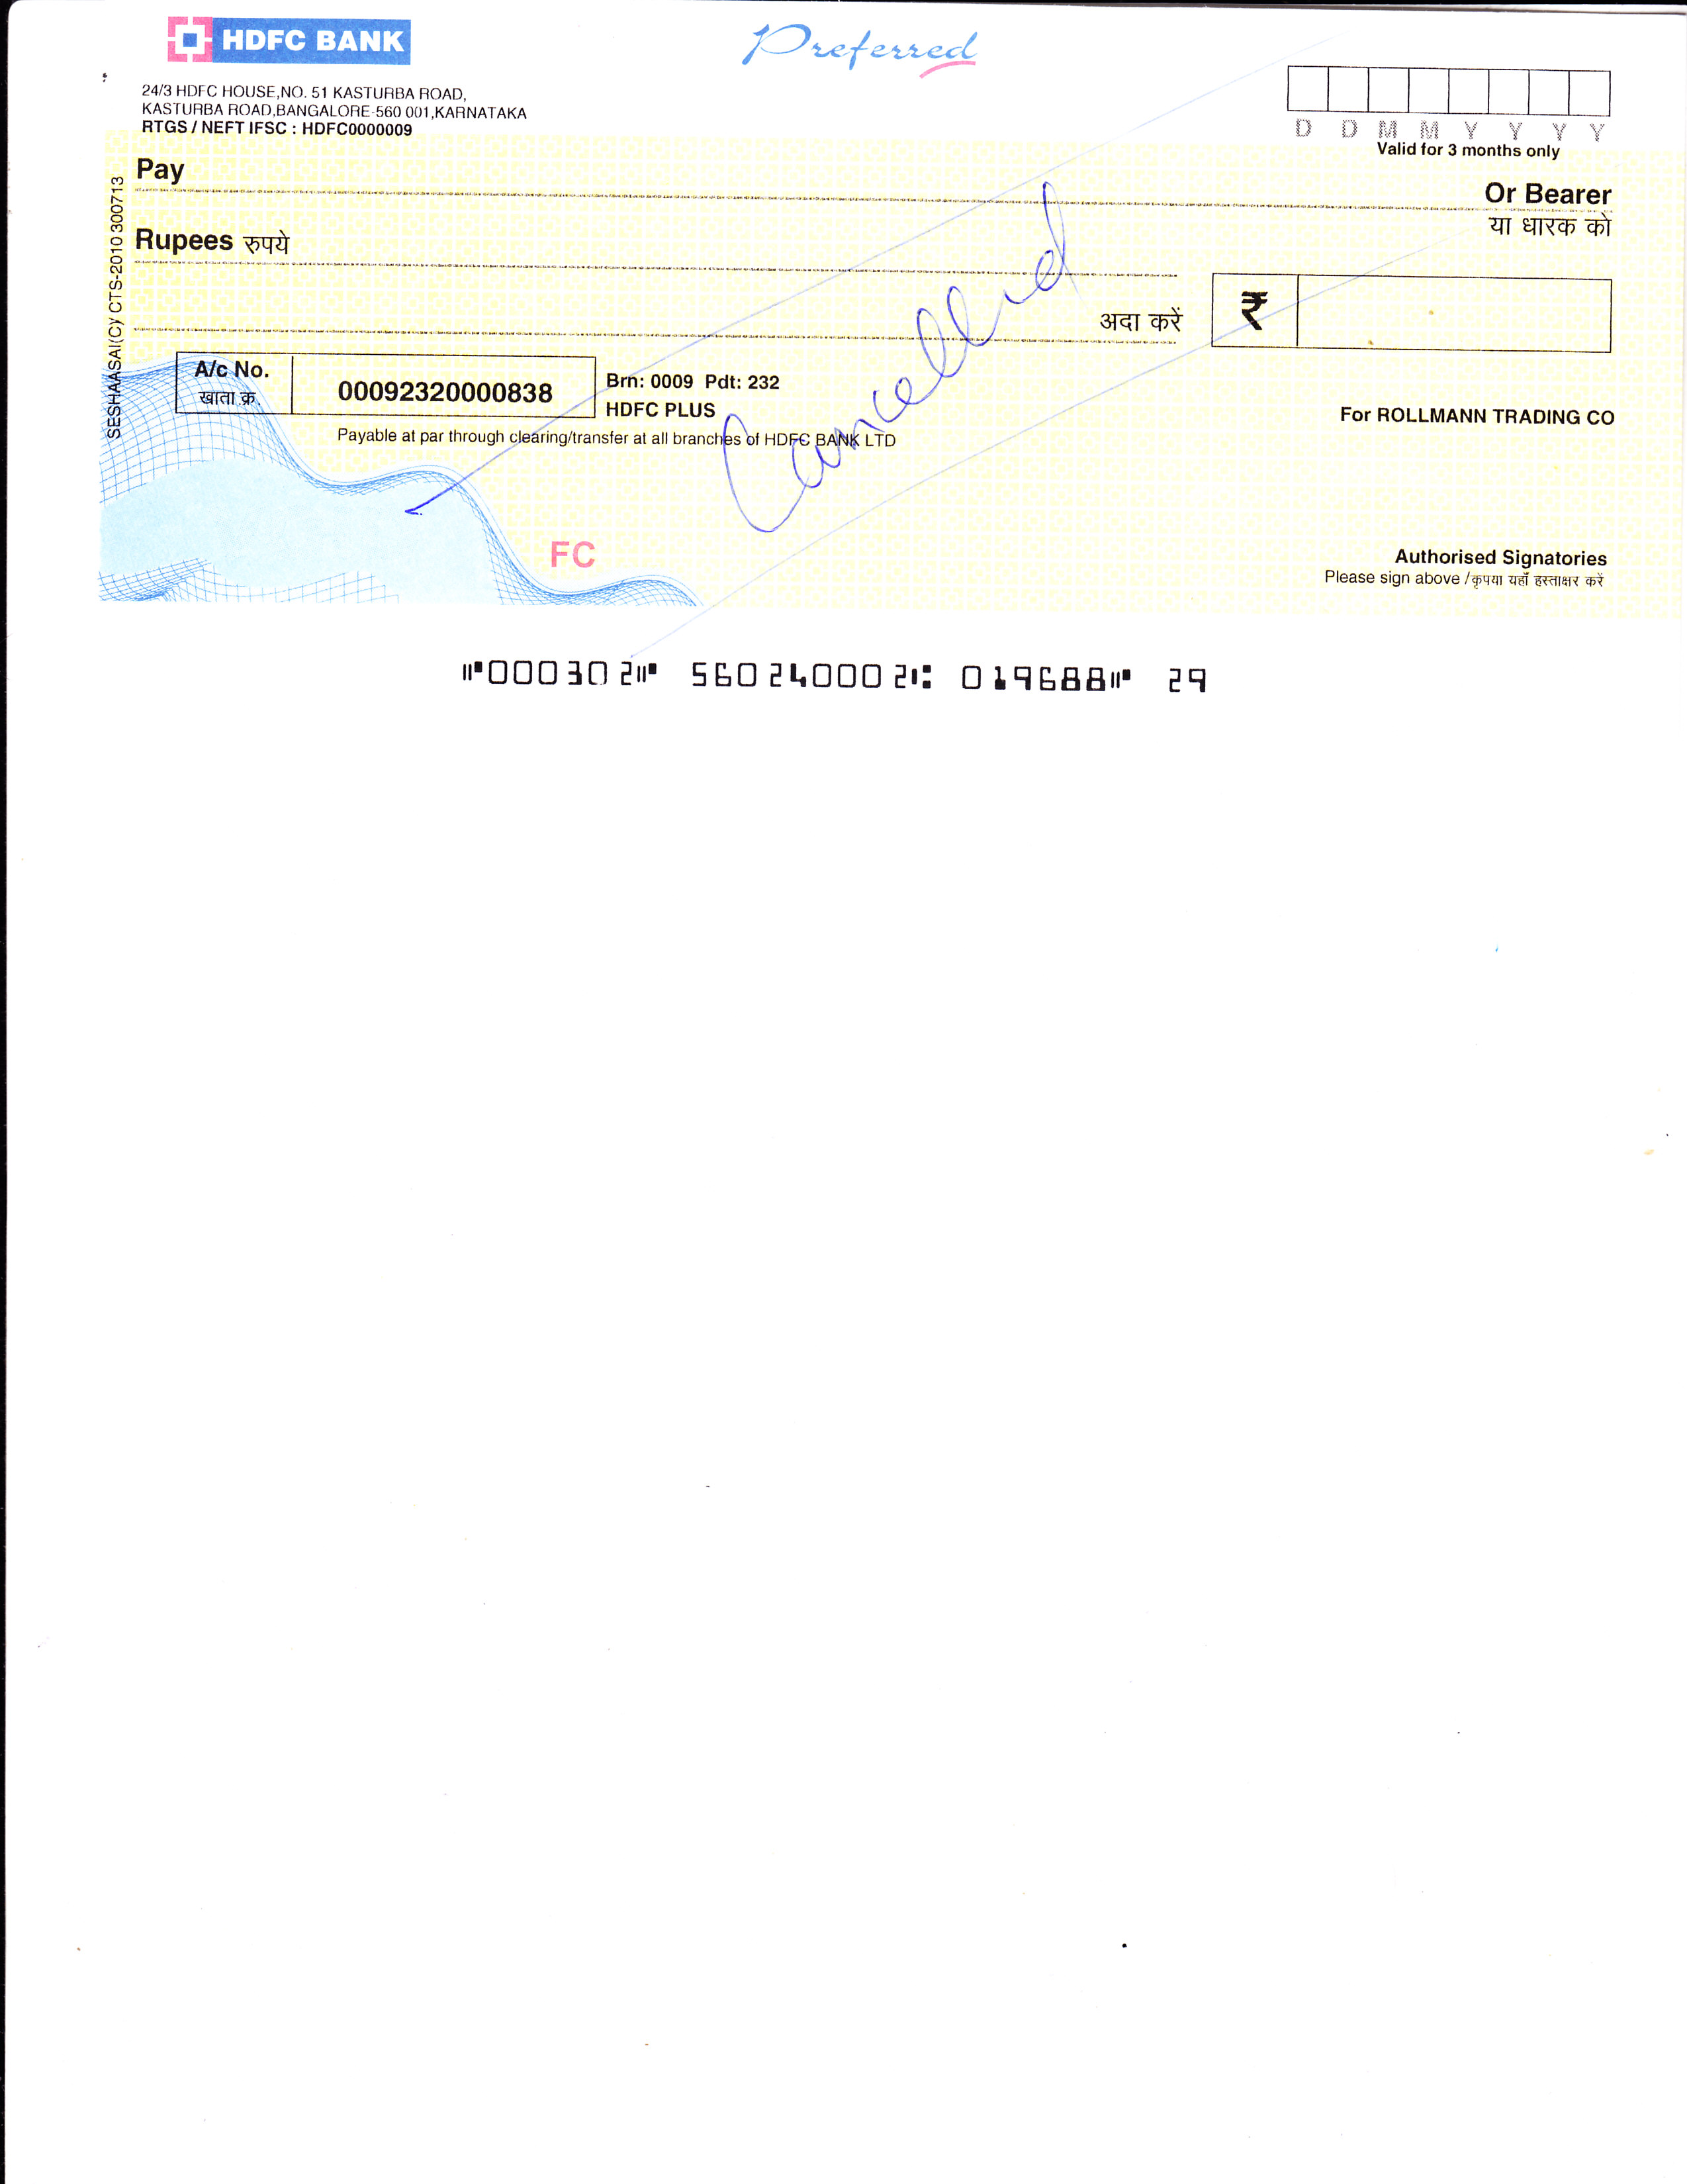 HDFC BANK
Preferred
24/3 HDFC HOUSE,NO. 51 KASTURBA ROAD,
KASTURBA ROAD,BANGALORE-560 001,KARNATAKA
RTGS / NEFT IFSC : HDFC0000009
D D M M Y Y Y Y
Valid for 3 months only
Pay
Or Bearer
या धारक को
Rupees रुपये
अदा करें
₹
A/c No.
खाता क्र.
00092320000838
Brn: 0009 Pdt: 232
HDFC PLUS
Payable at par through clearing/transfer at all branches of HDFC BANK LTD
Cancelled
For ROLLMANN TRADING CO
FC
Authorised Signatories
Please sign above /कृपया यहाँ हस्ताक्षर करें
SESHAASAI(C)/ CTS-2010 300713
⑈000302⑈ 560240002⑆ 019688⑈ 29